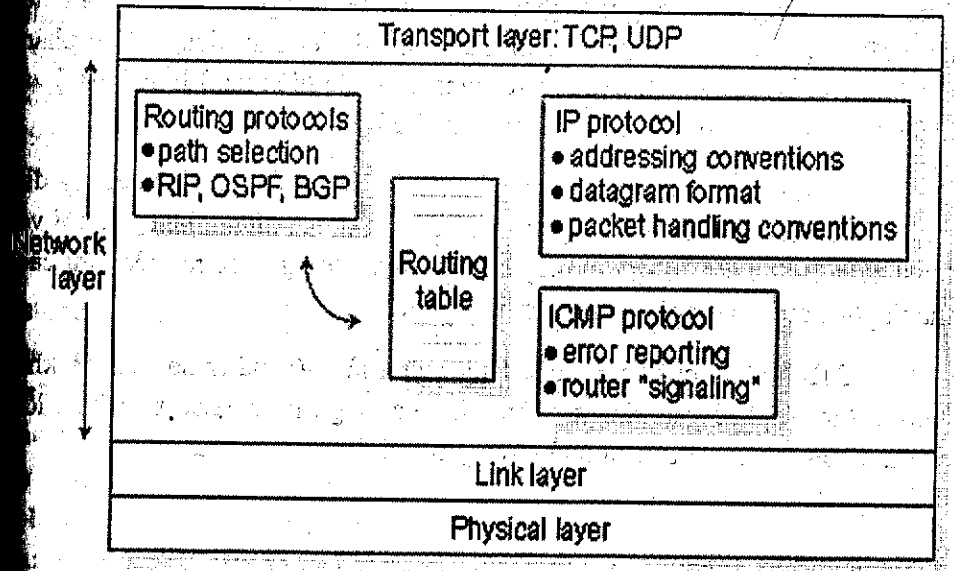 Transport layer: TCP, UDP
Routing protocols
•path selection
•RIP, OSPF, BGP
IP protocol
• addressing conventions
• datagram format
• packet handling conventions
Network
layer
Routing
table
ICMP protocol
• error reporting
• router "signaling"
Link layer
Physical layer